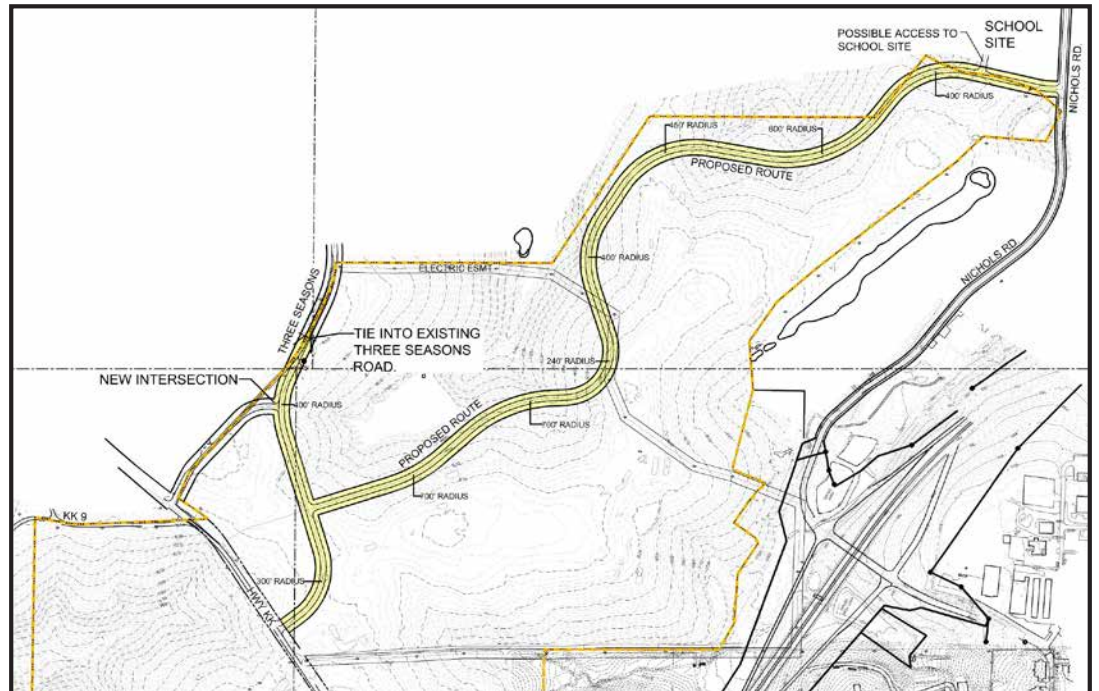 POSSIBLE ACCESS TO
SCHOOL SITE
SCHOOL
SITE
NICHOLS RD.
400' RADIUS
450' RADIUS
600' RADIUS
PROPOSED ROUTE
NICHOLS RD.
400' RADIUS
ELECTRIC ESMT
THREE SEASONS
TIE INTO EXISTING
THREE SEASONS
ROAD.
NEW INTERSECTION
240' RADIUS
400' RADIUS
PROPOSED ROUTE
700' RADIUS
700' RADIUS
KK 9
300' RADIUS
HWY KK